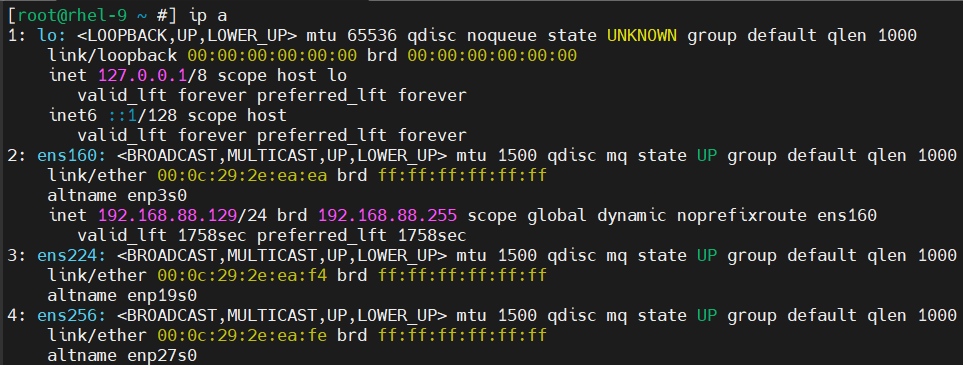 [root@rhel-9 ~ #] ip a
1: lo: <LOOPBACK,UP,LOWER_UP> mtu 65536 qdisc noqueue state UNKNOWN group default qlen 1000
    link/loopback 00:00:00:00:00:00 brd 00:00:00:00:00:00
    inet 127.0.0.1/8 scope host lo
       valid_lft forever preferred_lft forever
    inet6 ::1/128 scope host
       valid_lft forever preferred_lft forever
2: ens160: <BROADCAST,MULTICAST,UP,LOWER_UP> mtu 1500 qdisc mq state UP group default qlen 1000
    link/ether 00:0c:29:2e:ea:ea brd ff:ff:ff:ff:ff:ff
    altname enp3s0
    inet 192.168.88.129/24 brd 192.168.88.255 scope global dynamic noprefixroute ens160
       valid_lft 1758sec preferred_lft 1758sec
3: ens224: <BROADCAST,MULTICAST,UP,LOWER_UP> mtu 1500 qdisc mq state UP group default qlen 1000
    link/ether 00:0c:29:2e:ea:f4 brd ff:ff:ff:ff:ff:ff
    altname enp19s0
4: ens256: <BROADCAST,MULTICAST,UP,LOWER_UP> mtu 1500 qdisc mq state UP group default qlen 1000
    link/ether 00:0c:29:2e:ea:fe brd ff:ff:ff:ff:ff:ff
    altname enp27s0